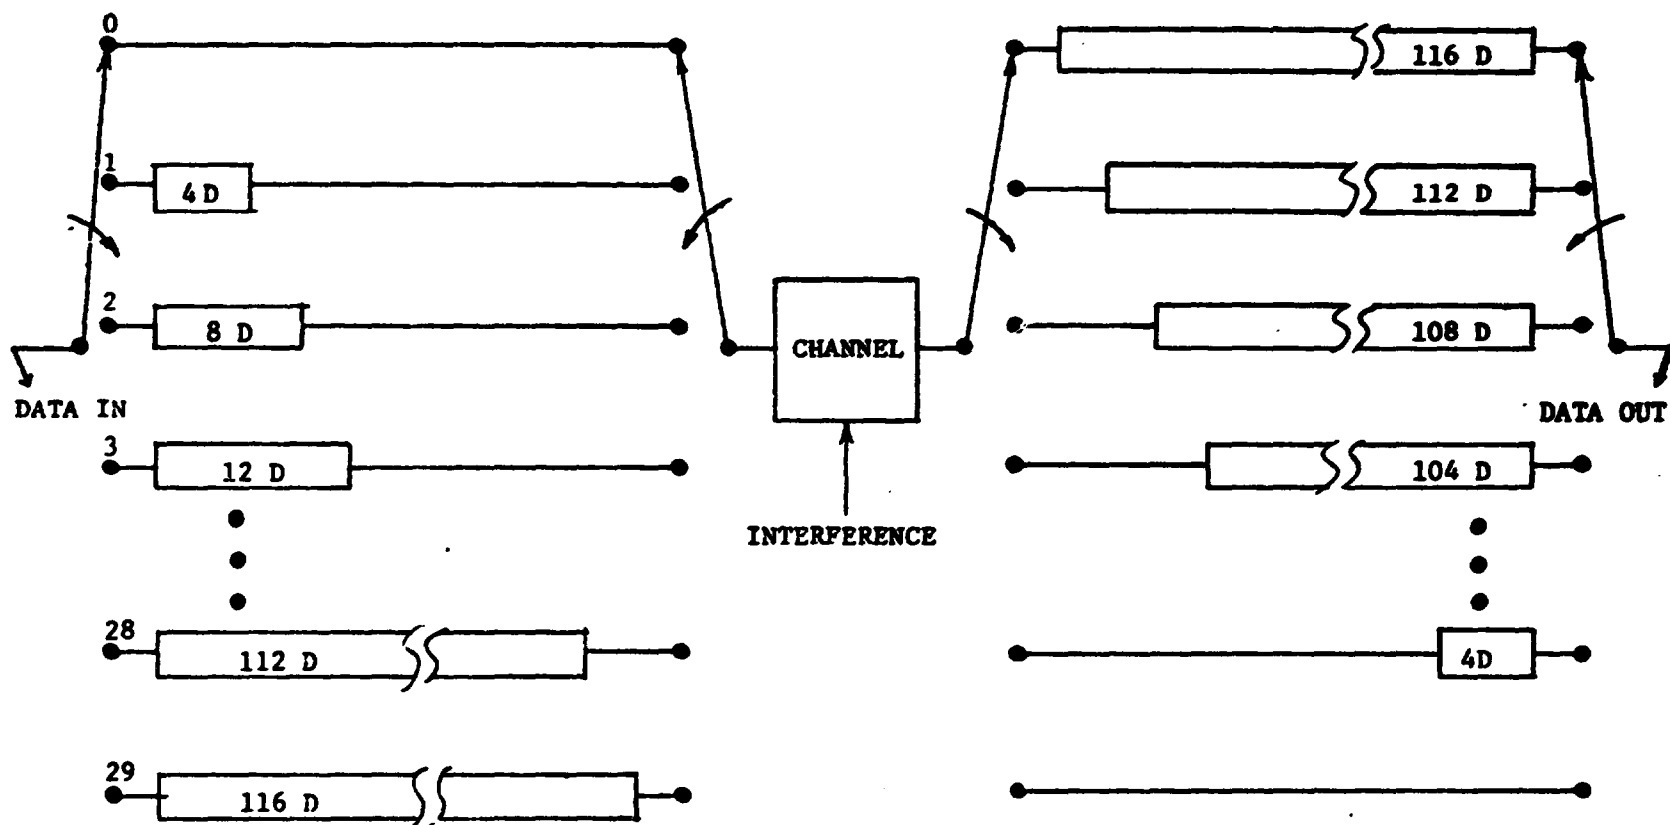 0
116 D
1
4D
112 D
2
8 D
CHANNEL
108 D
DATA IN
DATA OUT
3
12 D
104 D
INTERFERENCE
28
112 D
4D
29
116 D